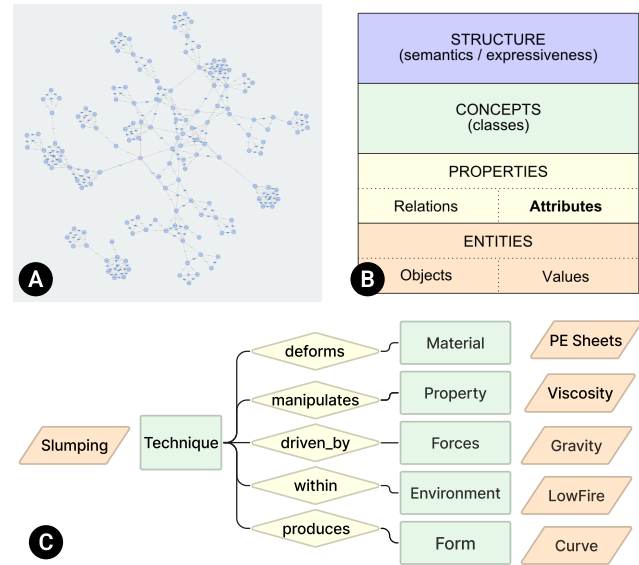 A
STRUCTURE
(semantics / expressiveness)
CONCEPTS
(classes)
PROPERTIES
Relations
Attributes
ENTITIES
Objects
Values
B
deforms
Material
PE Sheets
manipulates
Property
Viscosity
Slumping
Technique
driven_by
Forces
Gravity
within
Environment
LowFire
produces
Form
Curve
C